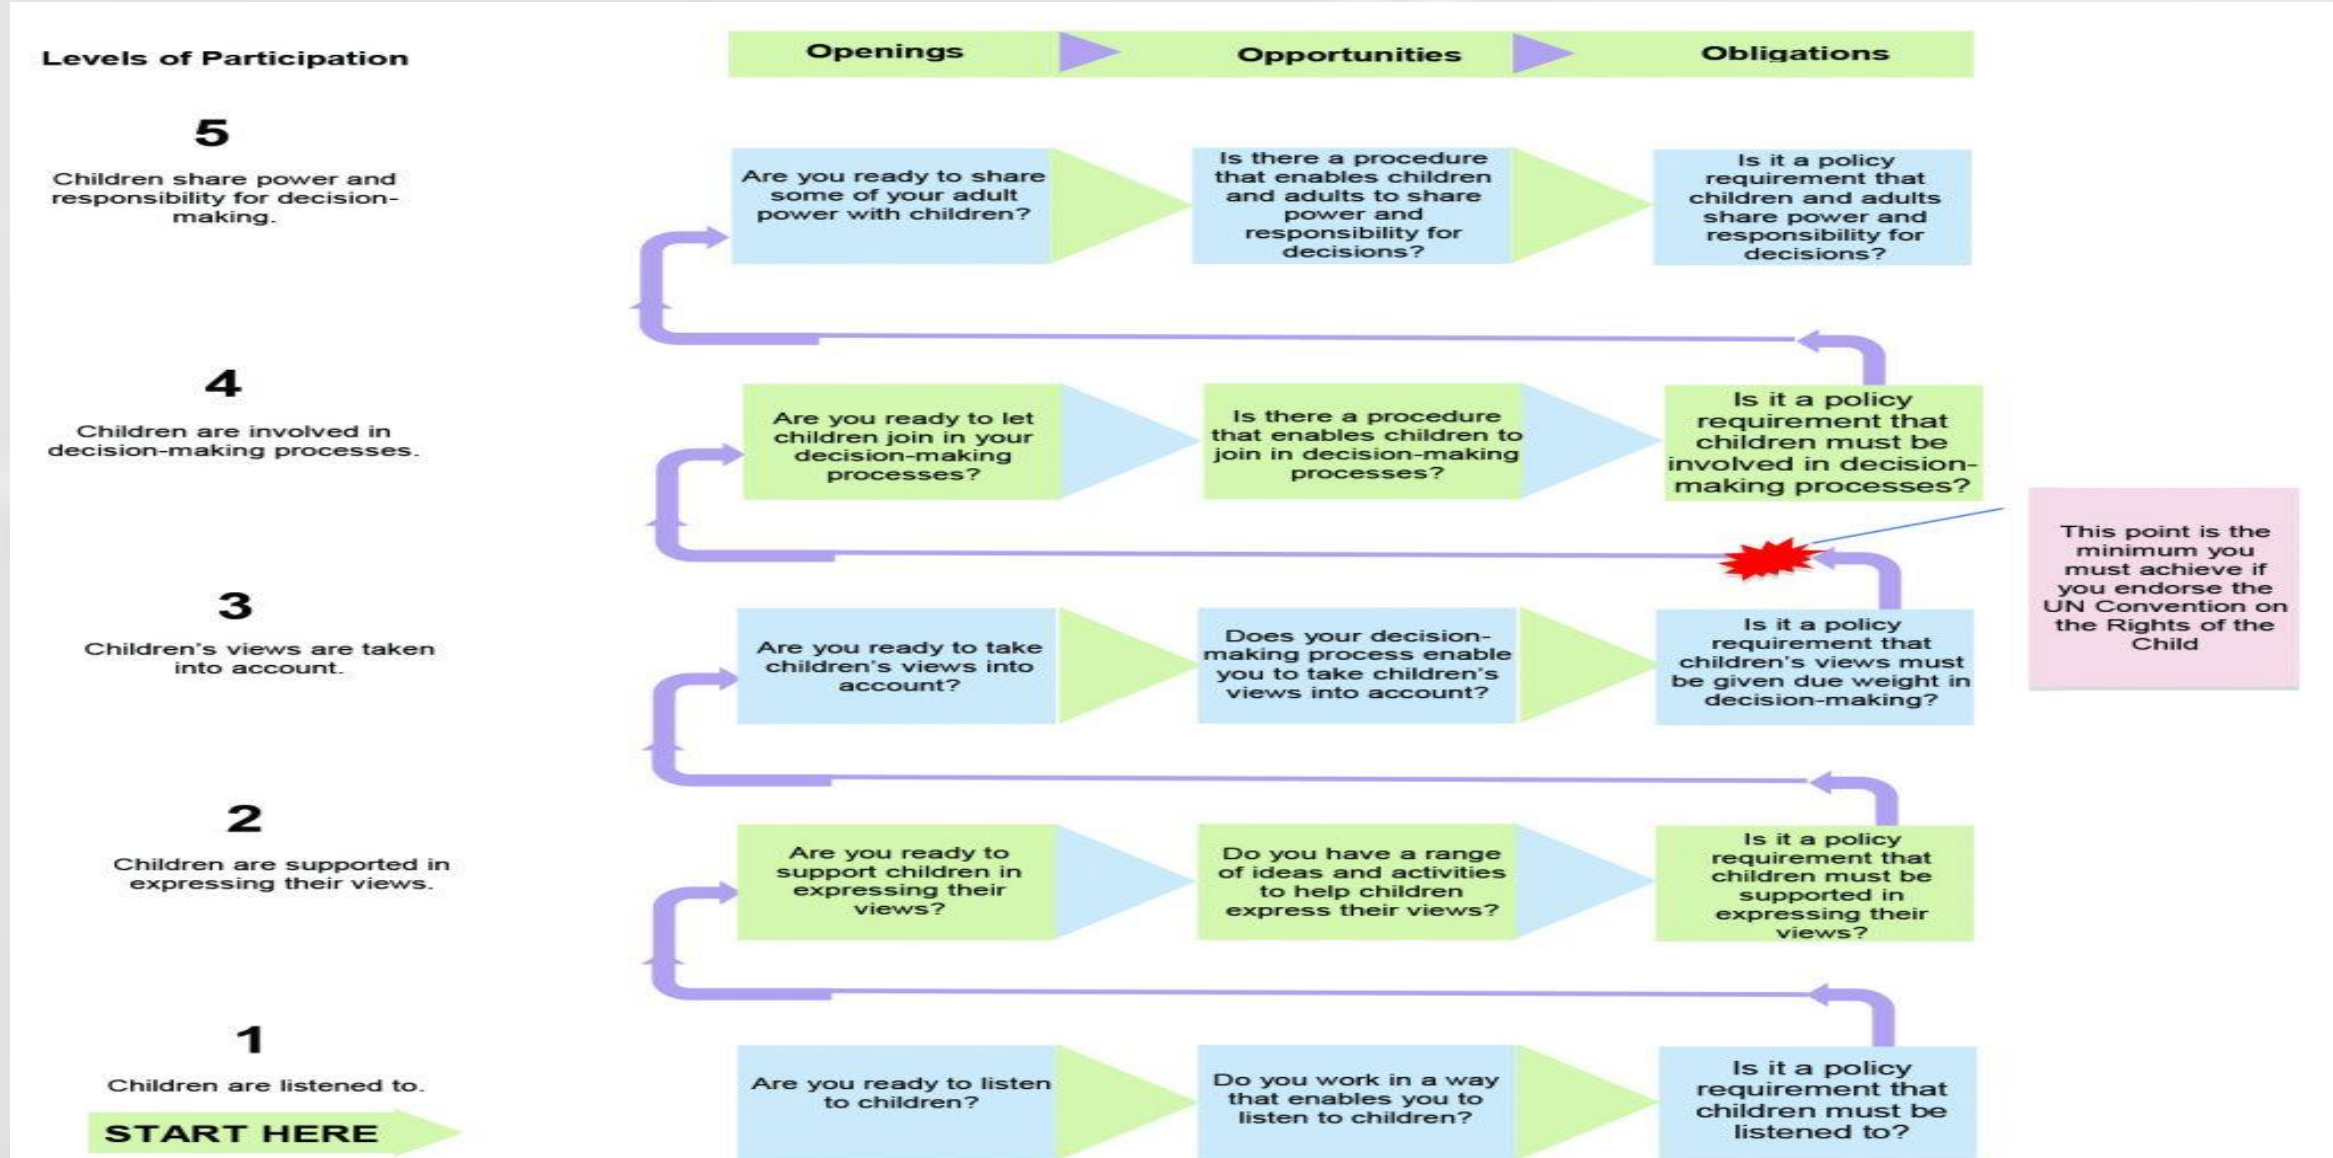 Levels of Participation
Openings
Opportunities
Obligations
5
Children share power and
responsibility for decision-
making.
Are you ready to share
some of your adult
power with children?
Is there a procedure
that enables children
and adults to share
power and
responsibility for
decisions?
Is it a policy
requirement that
children and adults
share power and
responsibility for
decisions?
4
Children are involved in
decision-making processes.
Are you ready to let
children join in your
decision-making
processes?
Is there a procedure
that enables children to
join in decision-making
processes?
Is it a policy
requirement that
children must be
involved in decision-
making processes?
This point is the
minimum you
must achieve if
you endorse the
UN Convention on
the Rights of the
Child
3
Children's views are taken
into account.
Are you ready to take
children's views into
account?
Does your decision-
making process enable
you to take children's
views into account?
Is it a policy
requirement that
children's views must
be given due weight in
decision-making?
2
Children are supported in
expressing their views.
Are you ready to
support children in
expressing their
views?
Do you have a range
of ideas and activities
to help children
express their views?
Is it a policy
requirement that
children must be
supported in
expressing their
views?
1
Children are listened to.
START HERE
Are you ready to listen
to children?
Do you work in a way
that enables you to
listen to children?
Is it a policy
requirement that
children must be
listened to?